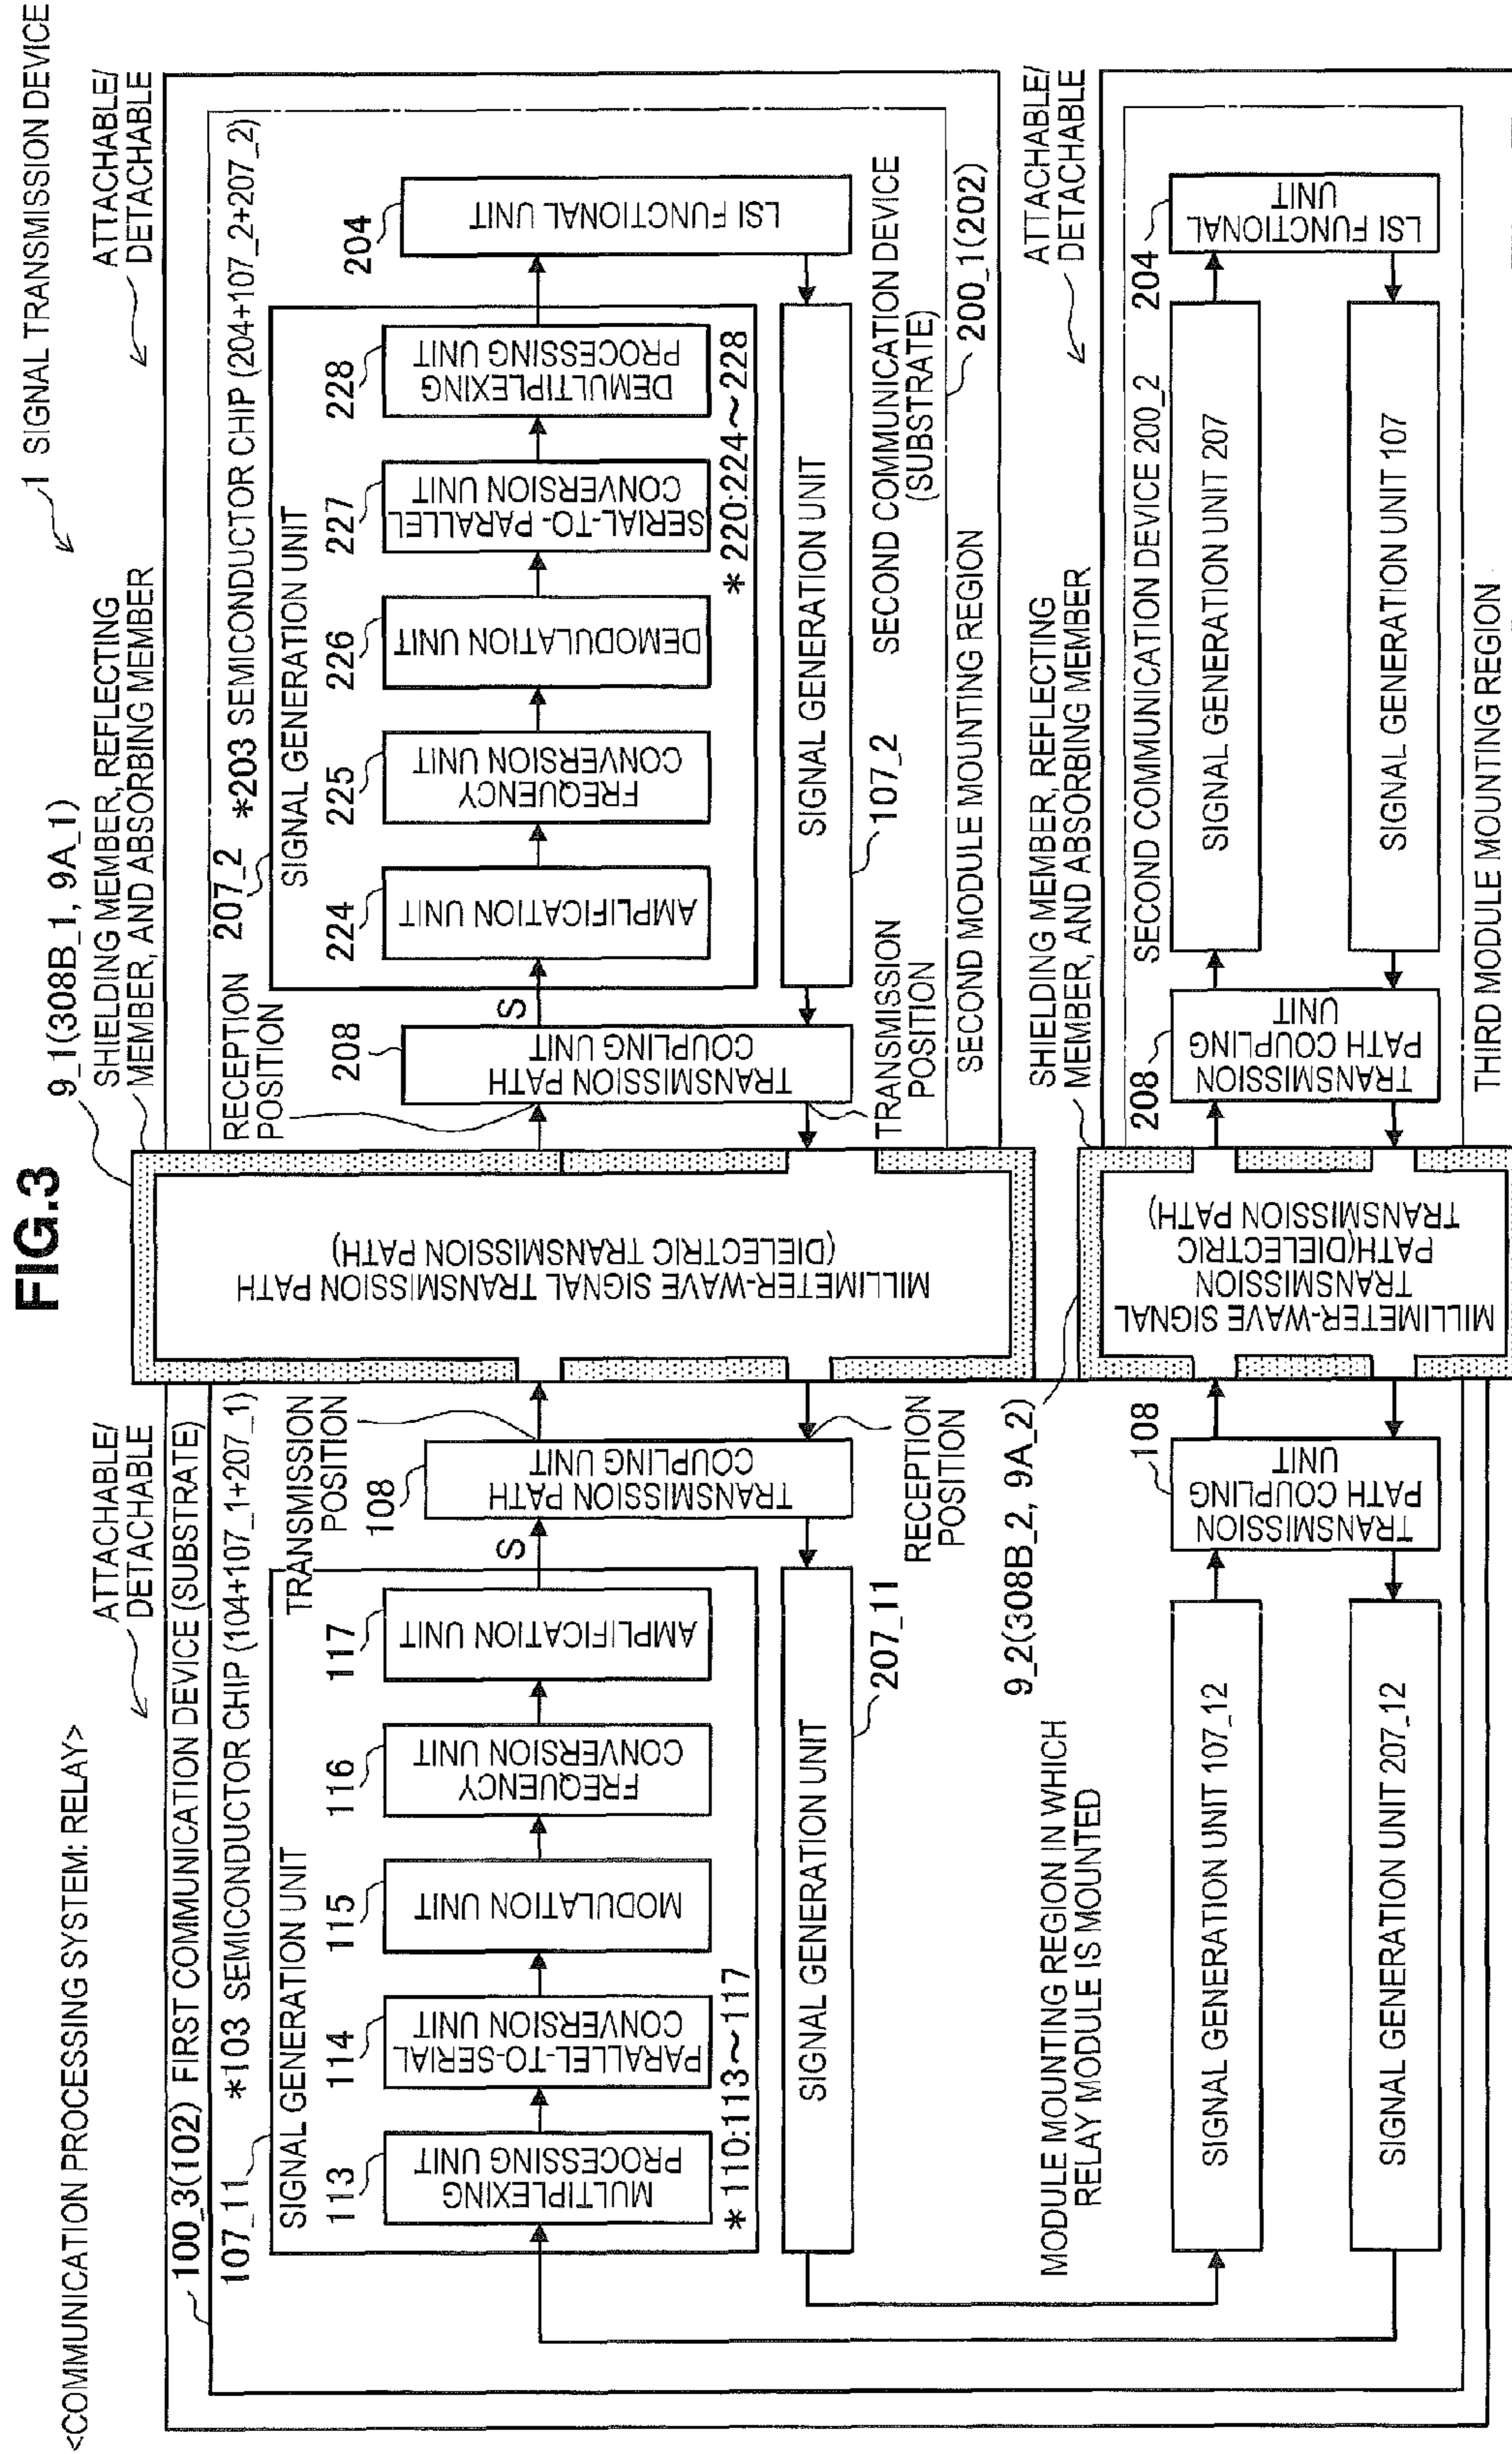 FIG.3
<COMMUNICATION PROCESSING SYSTEM: RELAY>
1 SIGNAL TRANSMISSION DEVICE
ATTACHABLE/
DETACHABLE
100_3(102) FIRST COMMUNICATION DEVICE (SUBSTRATE)
107_11
*103 SEMICONDUCTOR CHIP (104+107_1+207_1)
SIGNAL GENERATION UNIT
113
MULTIPLEXING
PROCESSING UNIT
114
PARALLEL-TO-SERIAL
CONVERSION UNIT
115
MODULATION UNIT
116
FREQUENCY
CONVERSION UNIT
117
AMPLIFICATION UNIT
*110:113~117
S
TRANSMISSION
POSITION
108
TRANSMISSION PATH
COUPLING UNIT
SIGNAL GENERATION UNIT
207_11
RECEPTION
POSITION
9_1(308B_1, 9A_1)
SHIELDING MEMBER, REFLECTING
MEMBER, AND ABSORBING MEMBER
MILLIMETER-WAVE SIGNAL TRANSMISSION PATH
(DIELECTRIC TRANSMISSION PATH)
ATTACHABLE/
DETACHABLE
RECEPTION
POSITION
208
TRANSMISSION PATH
COUPLING UNIT
S
207_2
*203 SEMICONDUCTOR CHIP (204+107_2+207_2)
SIGNAL GENERATION UNIT
224
AMPLIFICATION UNIT
225
FREQUENCY
CONVERSION UNIT
226
DEMODULATION UNIT
227
SERIAL-TO-PARALLEL
CONVERSION UNIT
228
DEMULTIPLEXING
PROCESSING UNIT
*220:224~228
204
LSI FUNCTIONAL UNIT
SIGNAL GENERATION UNIT
107_2
TRANSMISSION
POSITION
SECOND COMMUNICATION DEVICE
(SUBSTRATE)
200_1(202)
SECOND MODULE MOUNTING REGION
MODULE MOUNTING REGION IN WHICH
RELAY MODULE IS MOUNTED
SIGNAL GENERATION UNIT 107_12
SIGNAL GENERATION UNIT 207_12
108
TRANSMISSION
PATH COUPLING
UNIT
9_2(308B_2, 9A_2)
MILLIMETER-WAVE SIGNAL
TRANSMISSION
PATH(DIELECTRIC
TRANSMISSION PATH)
SHIELDING MEMBER, REFLECTING
MEMBER, AND ABSORBING MEMBER
ATTACHABLE/
DETACHABLE
208
TRANSMISSION
PATH COUPLING
UNIT
SECOND COMMUNICATION DEVICE 200_2
SIGNAL GENERATION UNIT 207
SIGNAL GENERATION UNIT 107
204
LSI FUNCTIONAL
UNIT
THIRD MODULE MOUNTING REGION